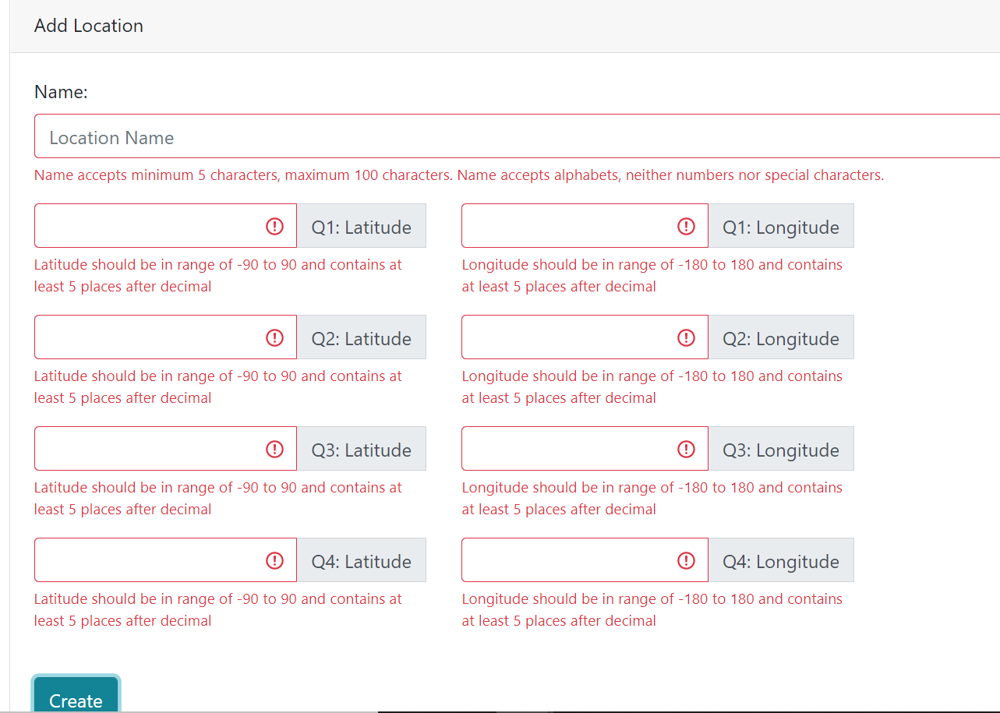 Add Location
Name:
Location Name
Name accepts minimum 5 characters, maximum 100 characters. Name accepts alphabets, neither numbers nor special characters.
Q1: Latitude
Q1: Longitude
Latitude should be in range of -90 to 90 and contains at
least 5 places after decimal
Longitude should be in range of -180 to 180 and contains
at least 5 places after decimal
Q2: Latitude
Q2: Longitude
Latitude should be in range of -90 to 90 and contains at
least 5 places after decimal
Longitude should be in range of -180 to 180 and contains
at least 5 places after decimal
Q3: Latitude
Q3: Longitude
Latitude should be in range of -90 to 90 and contains at
least 5 places after decimal
Longitude should be in range of -180 to 180 and contains
at least 5 places after decimal
Q4: Latitude
Q4: Longitude
Latitude should be in range of -90 to 90 and contains at
least 5 places after decimal
Longitude should be in range of -180 to 180 and contains
at least 5 places after decimal
Create